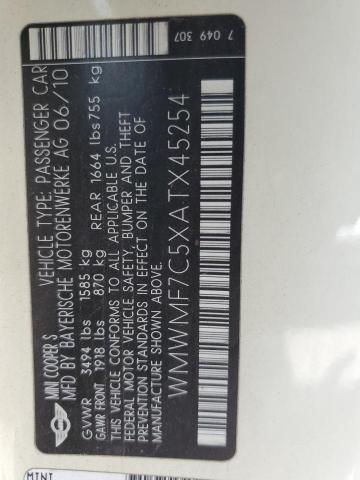 MINI COOPER S
VEHICLE TYPE: PASSENGER CAR
MFD BY BAYERISCHE MOTORENWERKE AG 06/10
GVWR 3494 lbs 1585 kg
GAWR FRONT 1918 lbs 870 kg REAR 1664 lbs 755 kg
THIS VEHICLE CONFORMS TO ALL APPLICABLE U.S.
FEDERAL MOTOR VEHICLE SAFETY, BUMPER AND THEFT
PREVENTION STANDARDS IN EFFECT ON THE DATE OF
MANUFACTURE SHOWN ABOVE.
WMWMF7C5XATX45254
7 049 307
MINI